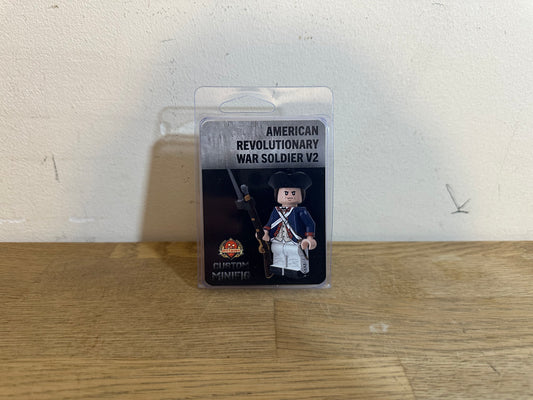 AMERICAN
REVOLUTIONARY
WAR SOLDIER V2
CUSTOM
MINIFIG